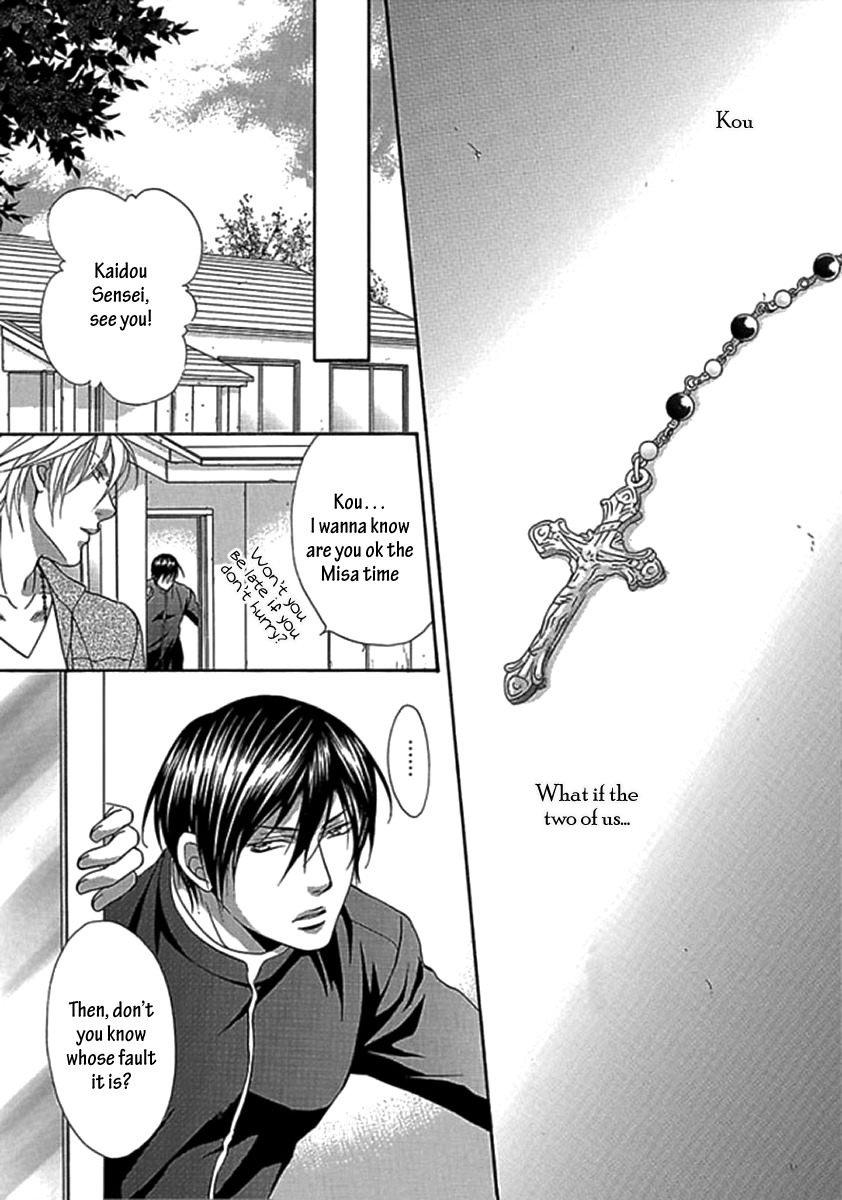 Kou
What if the
two of us...
Kaidou
Sensei,
see you!
Kou...
I wanna know
are you ok the
Misa time
Won't you
be late if you
don't hurry?
......
Then, don't
you know
whose fault
it is?